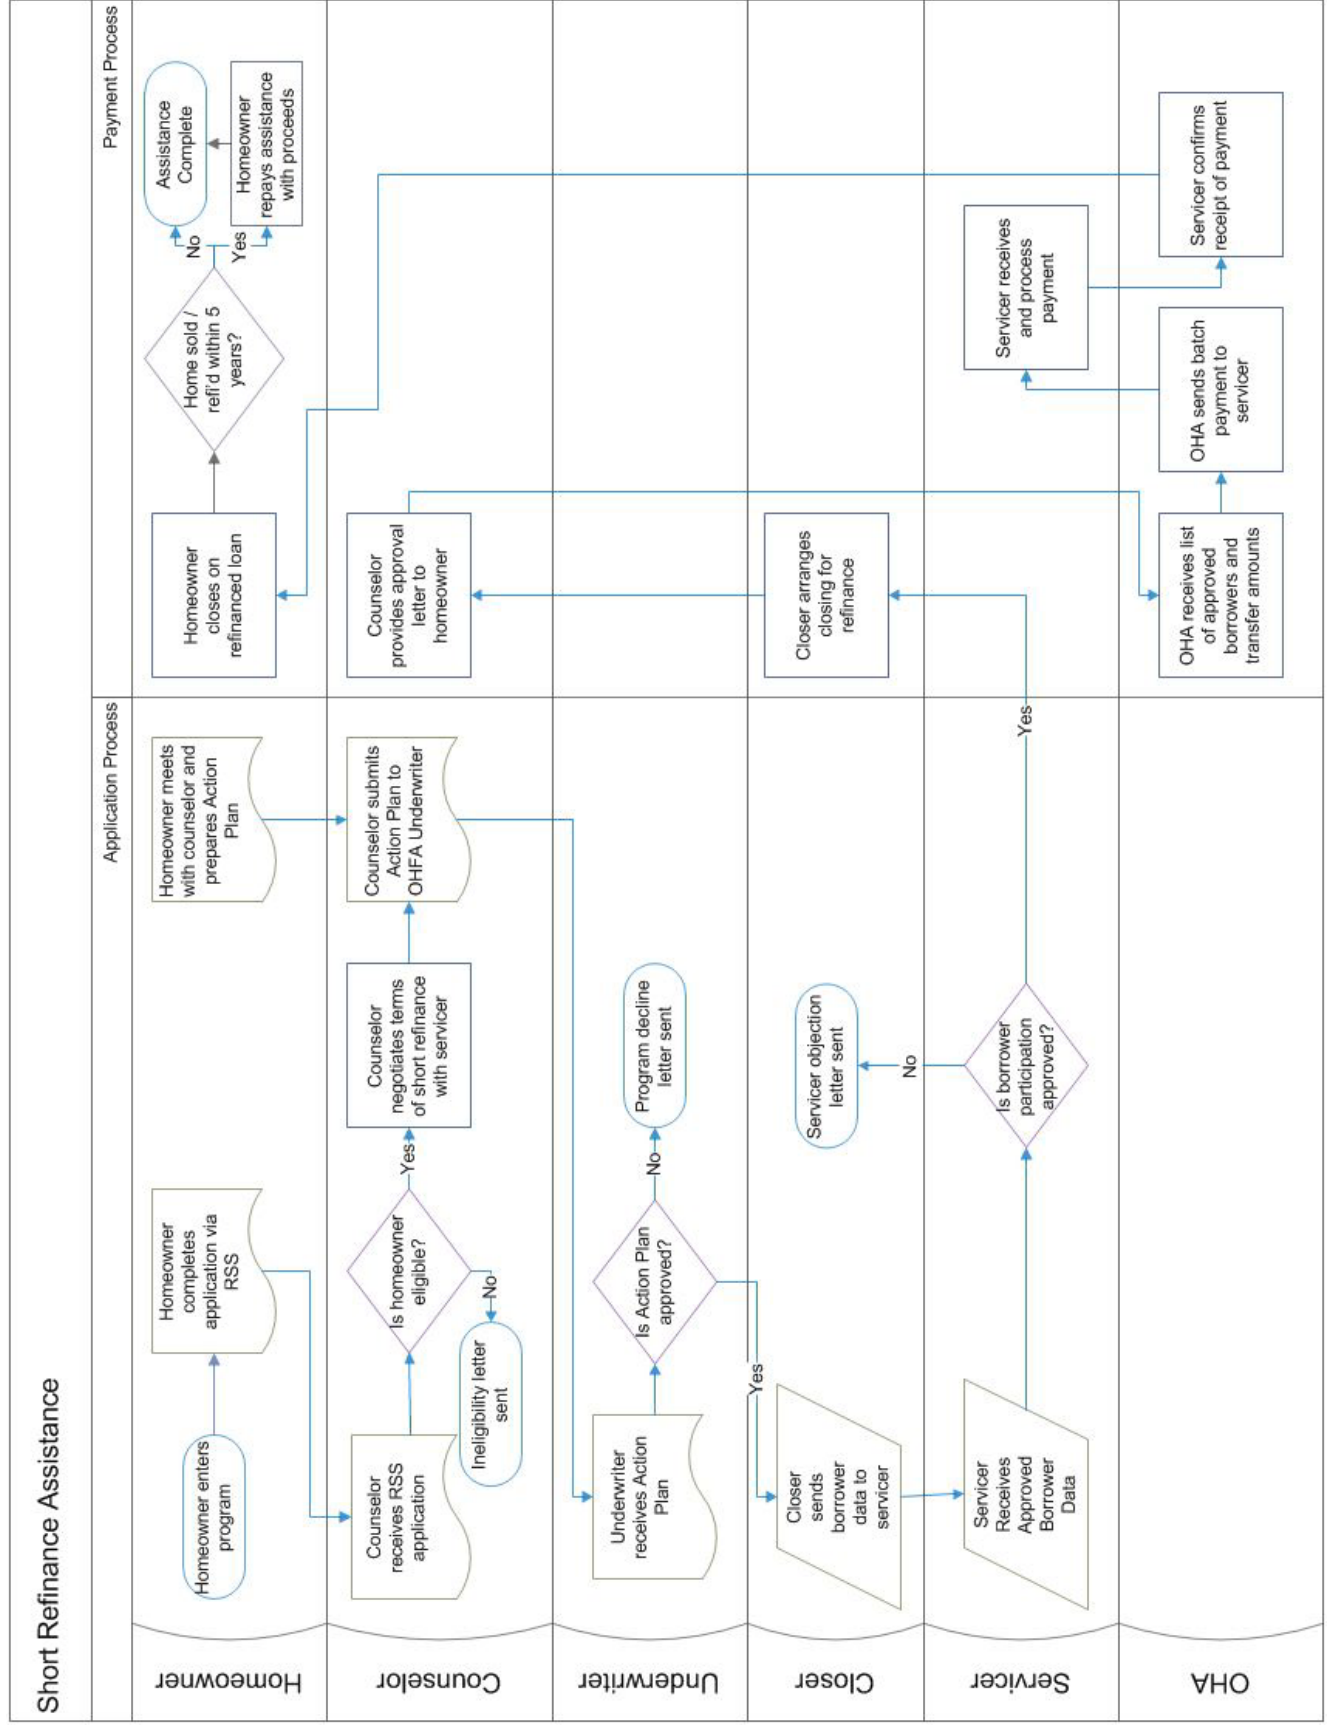 Short Refinance Assistance
Application Process
Payment Process
Homeowner
Homeowner enters
program
Homeowner
completes
application via
RSS
Homeowner meets
with counselor and
prepares Action
Plan
Homeowner
closes on
refinanced loan
Home sold /
refi'd within 5
years?
No
Yes
Assistance
Complete
Homeowner
repays assistance
with proceeds
Counselor
Counselor
receives RSS
application
Is homeowner
eligible?
Yes
No
Ineligibility letter
sent
Counselor
negotiates terms
of short refinance
with servicer
Counselor submits
Action Plan to
OHFA Underwriter
Counselor
provides approval
letter to
homeowner
Underwriter
Underwriter
receives Action
Plan
Is Action Plan
approved?
No
Yes
Program decline
letter sent
Closer
Closer
sends
borrower
data to
servicer
Servicer objection
letter sent
No
Closer arranges
closing for
refinance
Servicer
Servicer
Receives
Approved
Borrower
Data
Is borrower
participation
approved?
Yes
Servicer receives
and process
payment
OHA
OHA receives list
of approved
borrowers and
transfer amounts
OHA sends batch
payment to
servicer
Servicer confirms
receipt of payment